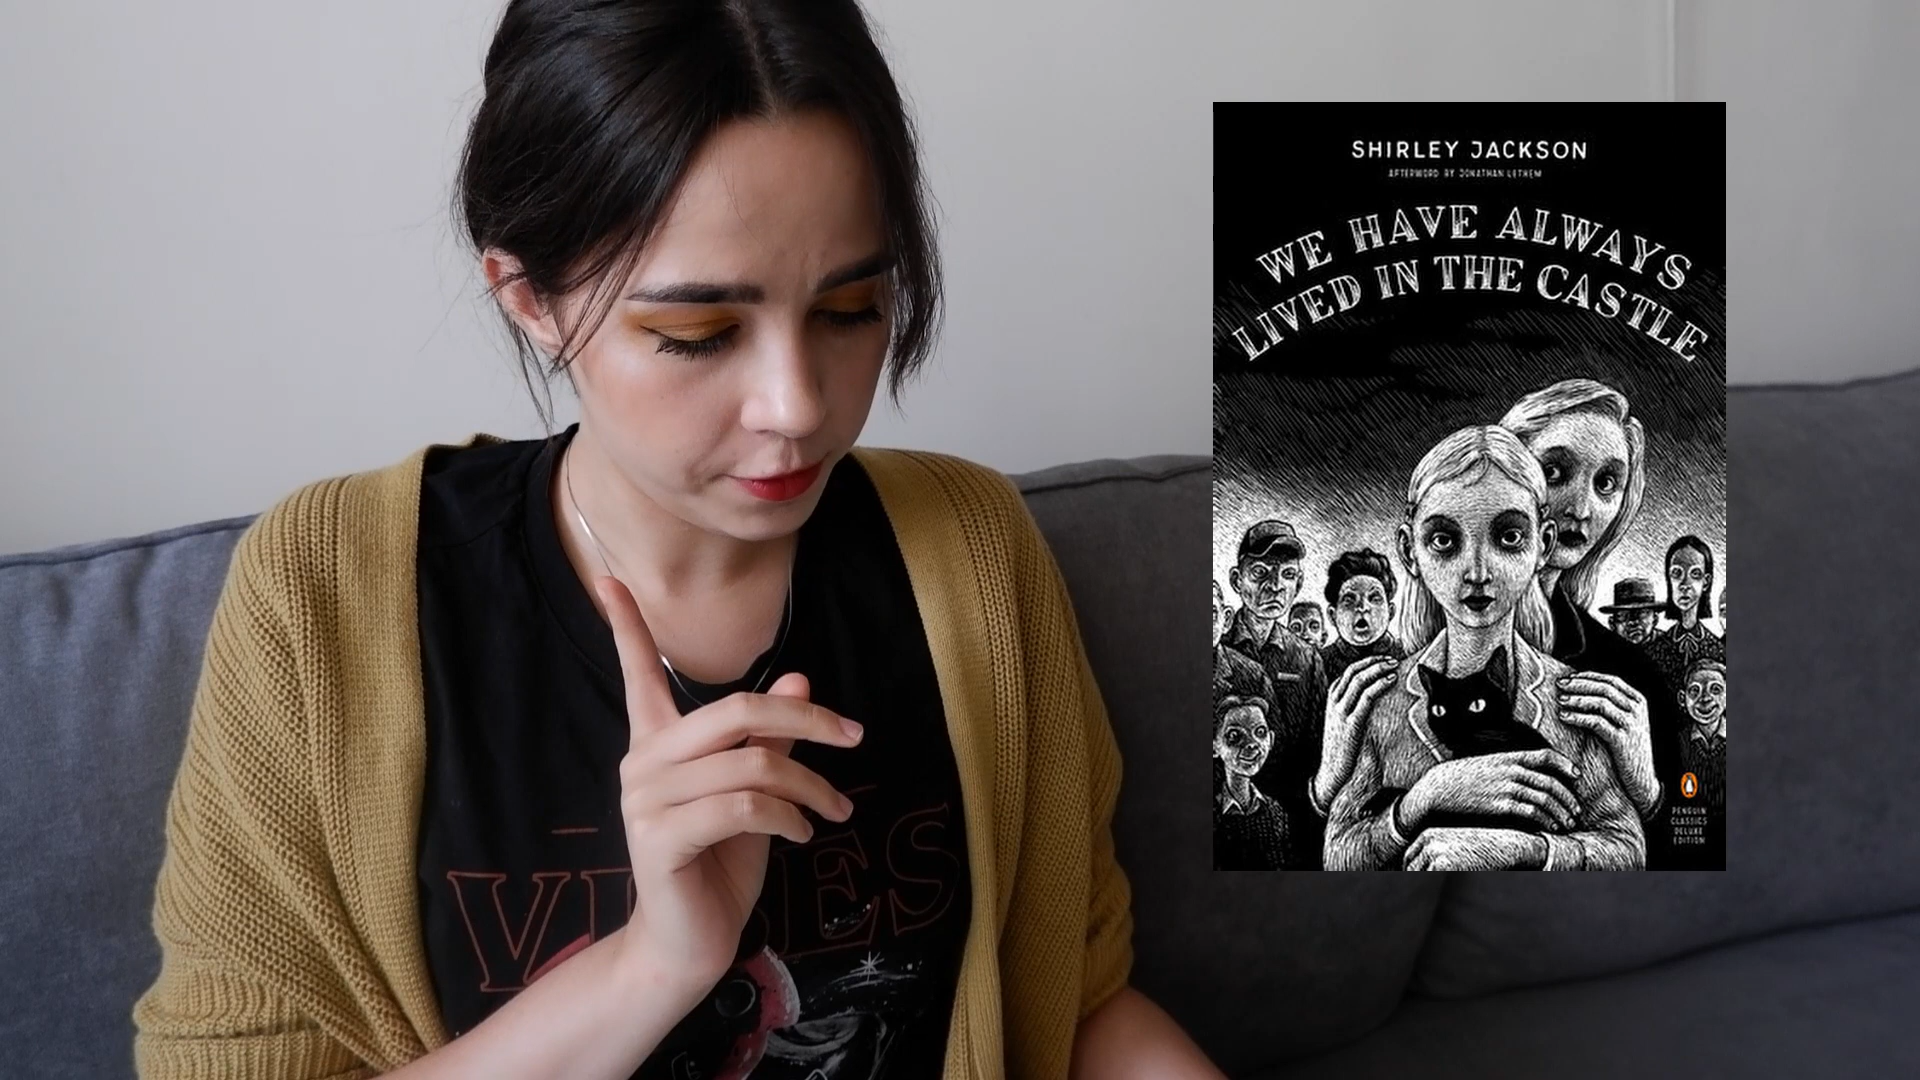 VIBES
SHIRLEY JACKSON
AFTERWORD BY JONATHAN LETHEM
WE HAVE ALWAYS
LIVED IN THE CASTLE
PENGUIN
CLASSICS
DELUXE
EDITION